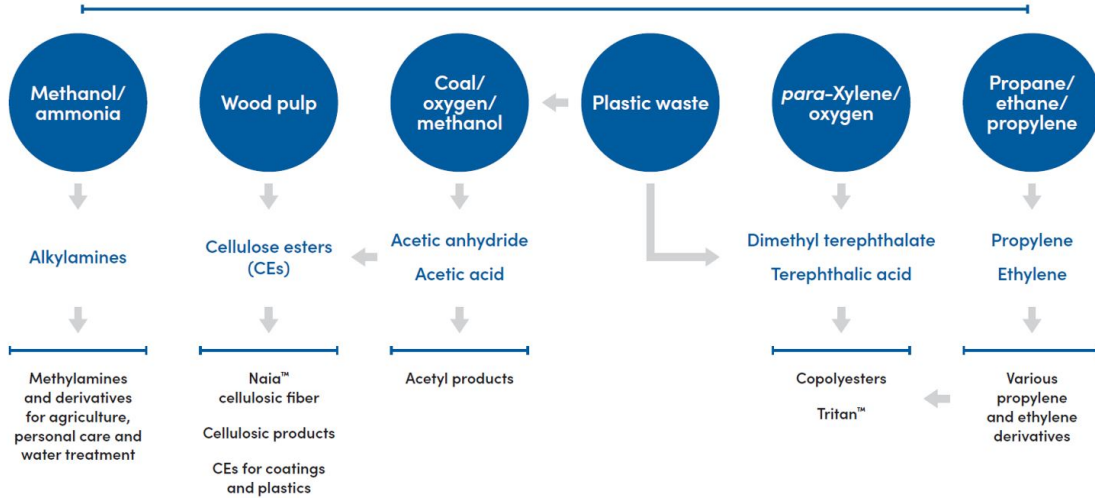 Methanol/
ammonia
Wood pulp
Coal/
oxygen/
methanol
Plastic waste
para-Xylene/
oxygen
Propane/
ethane/
propylene
Alkylamines
Cellulose esters
(CEs)
Acetic anhydride
Acetic acid
Dimethyl terephthalate
Terephthalic acid
Propylene
Ethylene
Methylamines
and derivatives
for agriculture,
personal care and
water treatment
Naia™
cellulosic fiber
Cellulosic products
CEs for coatings
and plastics
Acetyl products
Copolyesters
Tritan™
Various
propylene
and ethylene
derivatives